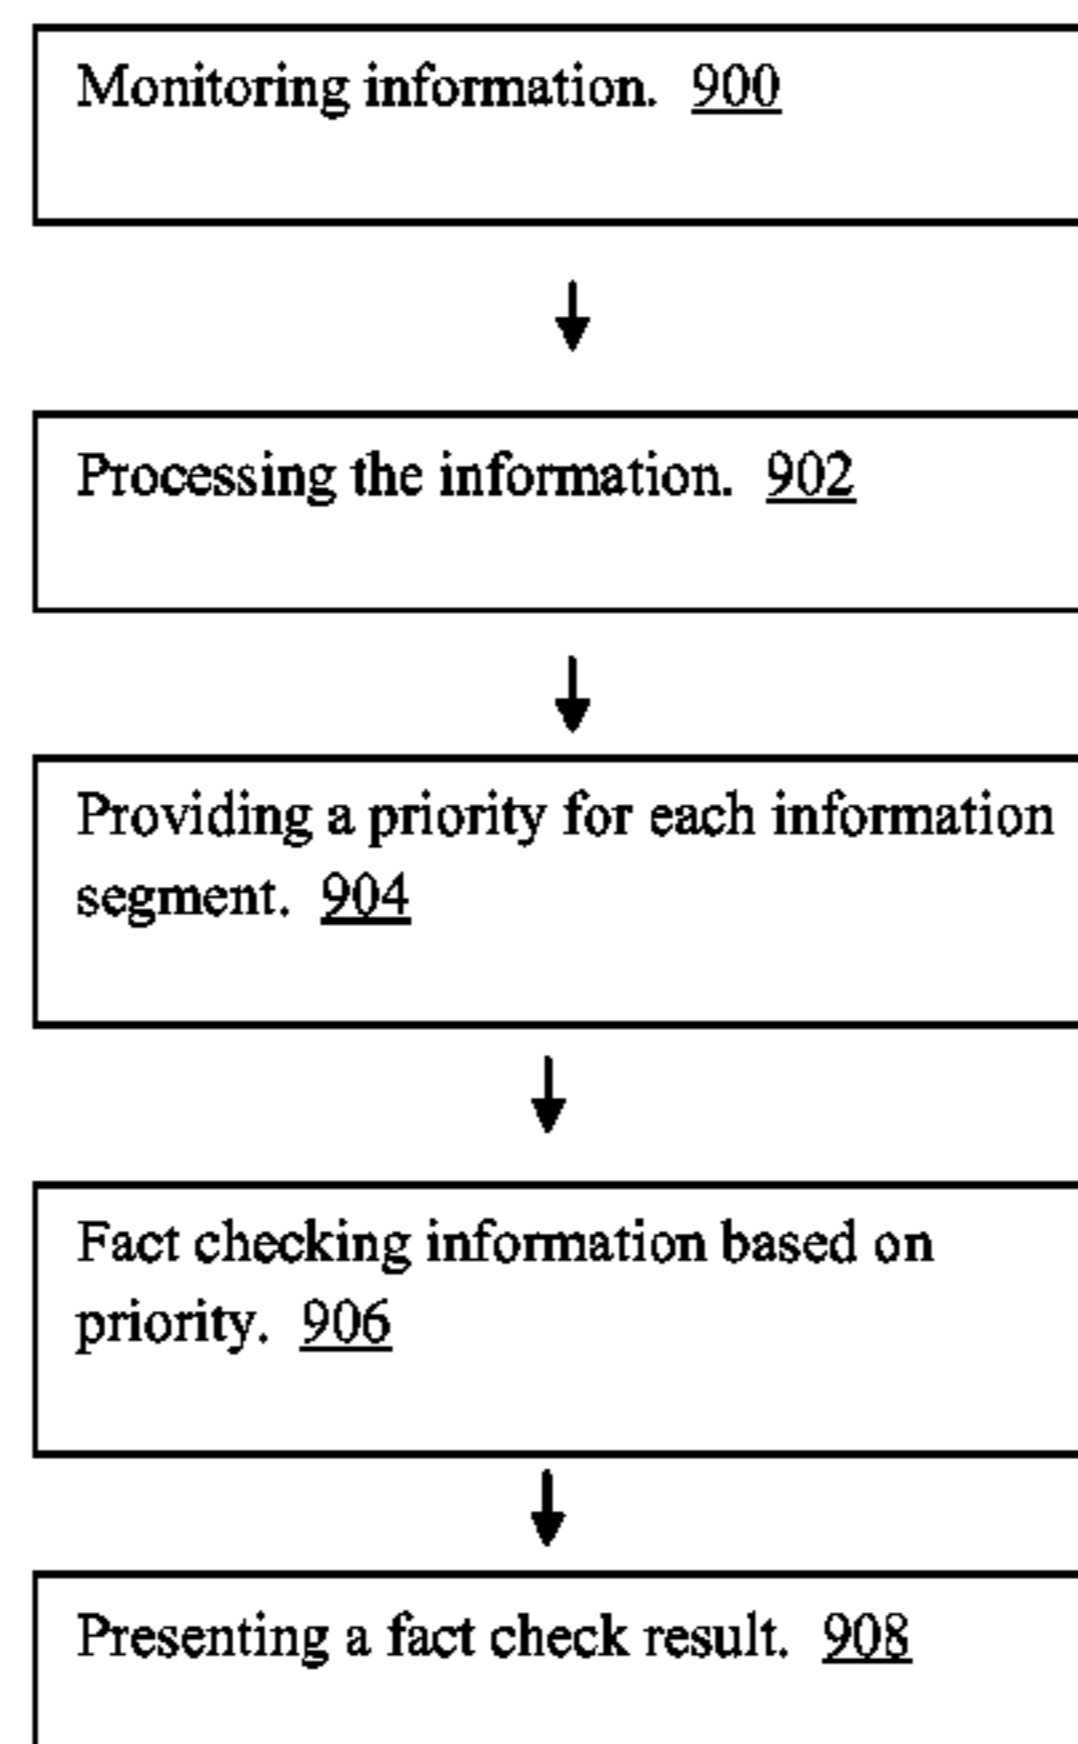 Monitoring information. 900
Processing the information. 902
Providing a priority for each information
segment. 904
Fact checking information based on
priority. 906
Presenting a fact check result. 908